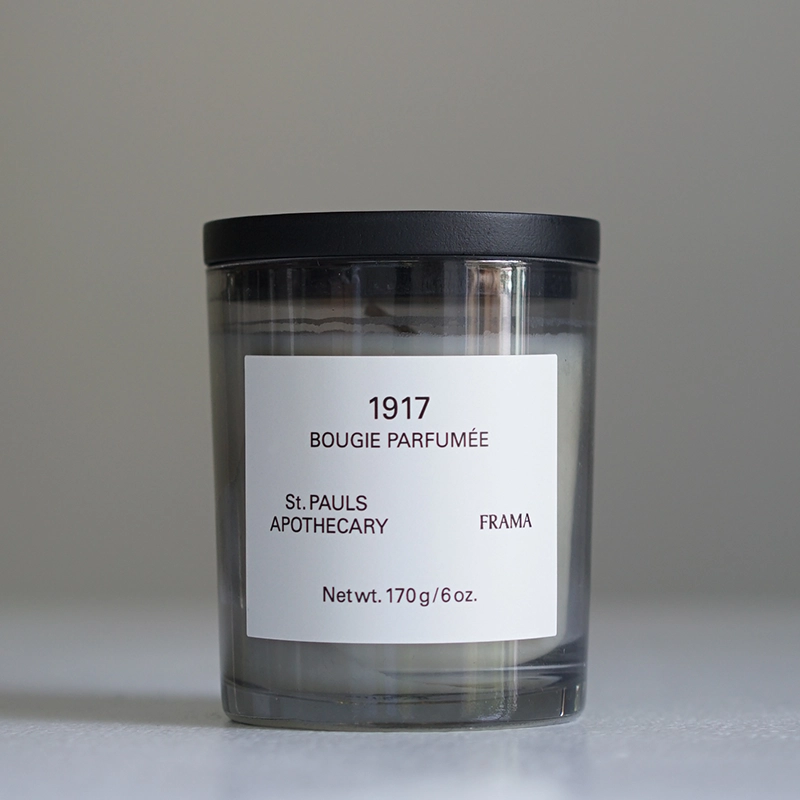 1917
BOUGIE PARFUMÉE
St. PAULS
APOTHECARY
FRAMA
Net wt. 170 g/6 oz.